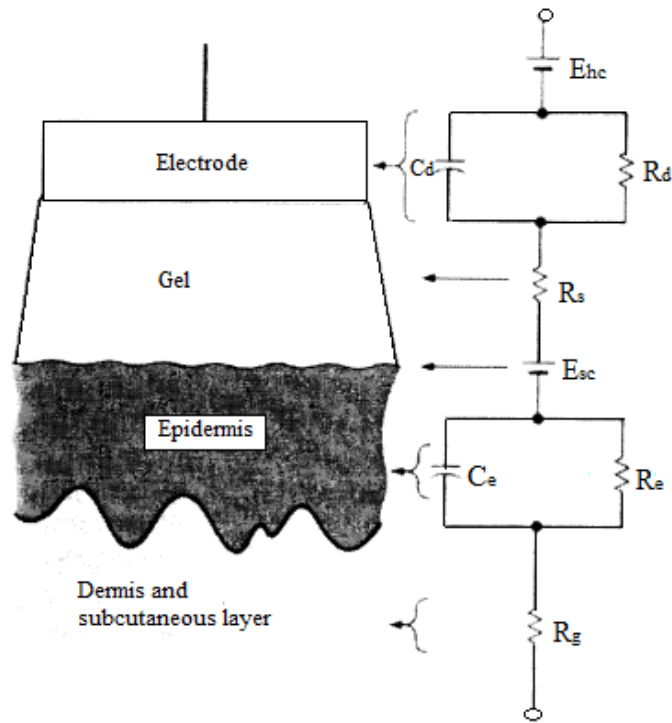 Ehc
Electrode
Cd
Rd
Gel
Rs
Esc
Epidermis
Ce
Re
Dermis and
subcutaneous layer
Rg